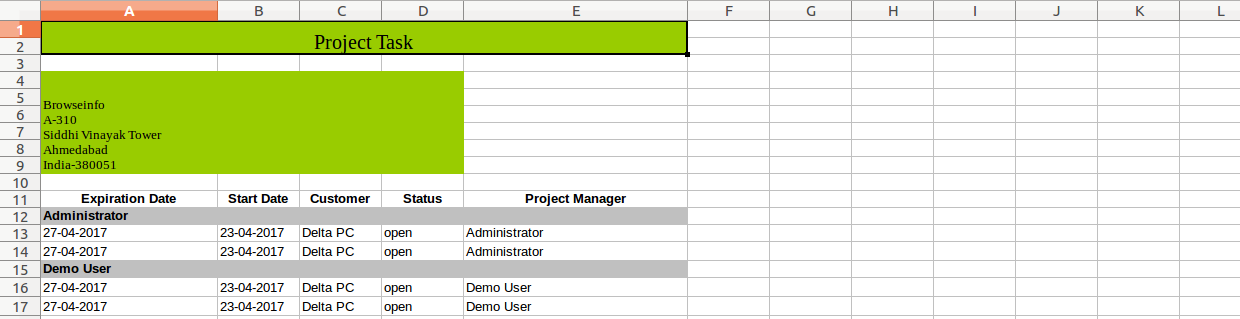 A B C D E F G H I J K L
1
2 Project Task
3
4
5 Browseinfo
6 A-310
7 Siddhi Vinayak Tower
8 Ahmedabad
9 India-380051
10
11 Expiration Date Start Date Customer Status Project Manager
12 Administrator
13 27-04-2017 23-04-2017 Delta PC open Administrator
14 27-04-2017 23-04-2017 Delta PC open Administrator
15 Demo User
16 27-04-2017 23-04-2017 Delta PC open Demo User
17 27-04-2017 23-04-2017 Delta PC open Demo User